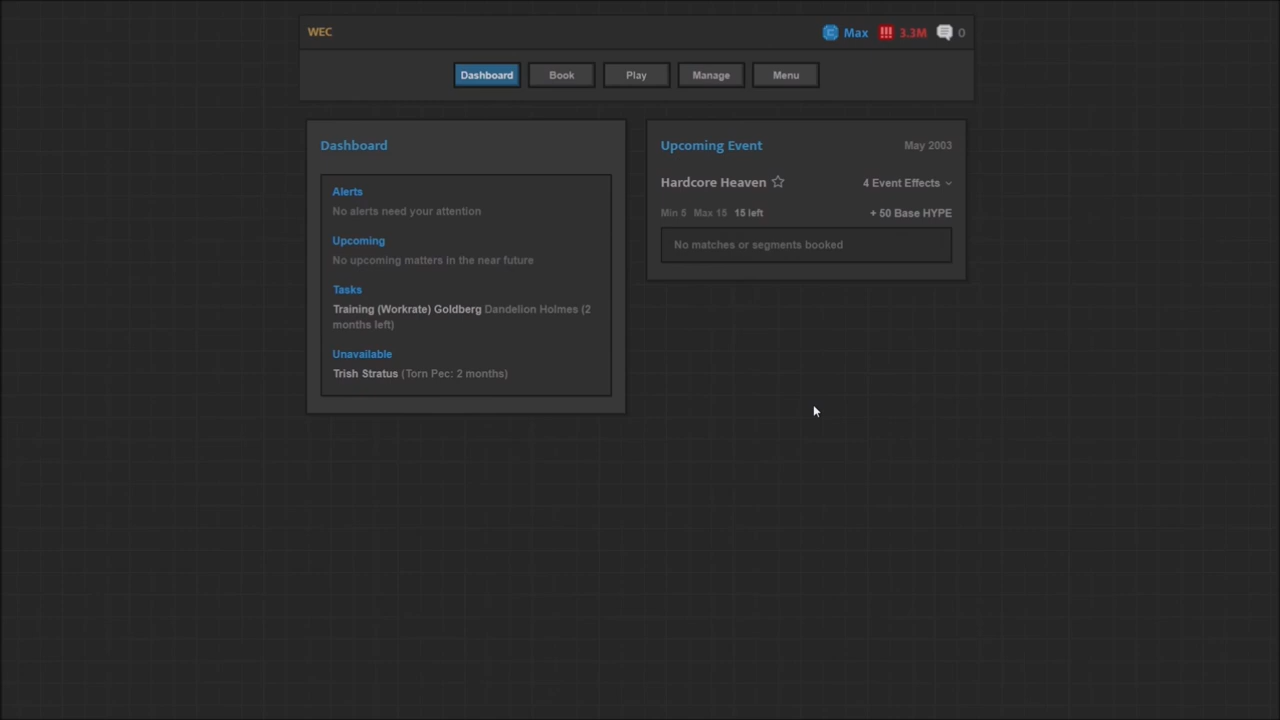 WEC
Max 3.3M 0
Dashboard Book Play Manage Menu
Dashboard
Alerts
No alerts need your attention
Upcoming
No upcoming matters in the near future
Tasks
Training (Workrate) Goldberg Dandelion Holmes (2
months left)
Unavailable
Trish Stratus (Torn Pec: 2 months)
Upcoming Event May 2003
Hardcore Heaven 4 Event Effects
Min 5 Max 15 15 left + 50 Base HYPE
No matches or segments booked